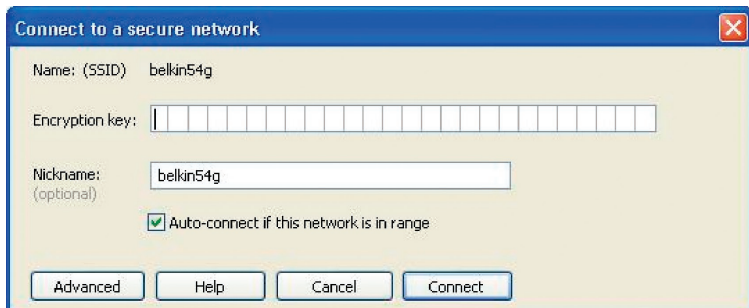 Connect to a secure network
Name: (SSID) belkin54g
Encryption key:
Nickname: belkin54g
(optional)
Auto-connect if this network is in range
Advanced Help Cancel Connect